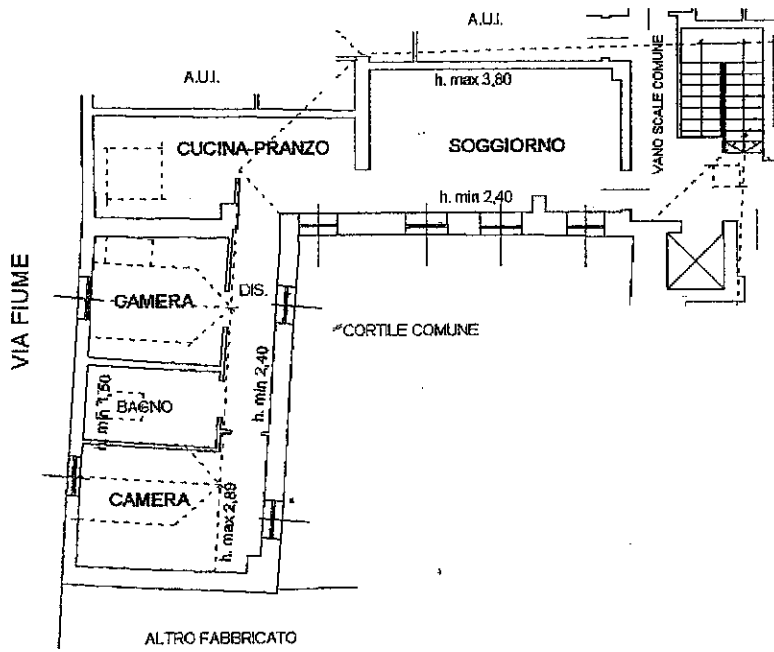 A.U.I.
A.U.I.
h. max 3,80
VANO SCALE COMUNE
CUCINA-PRANZO
SOGGIORNO
h. min 2,40
VIA FIUME
CAMERA
DIS.
CORTILE COMUNE
h. min 2,40
h. min 1,50
BAGNO
CAMERA
h. max 2,89
ALTRO FABBRICATO